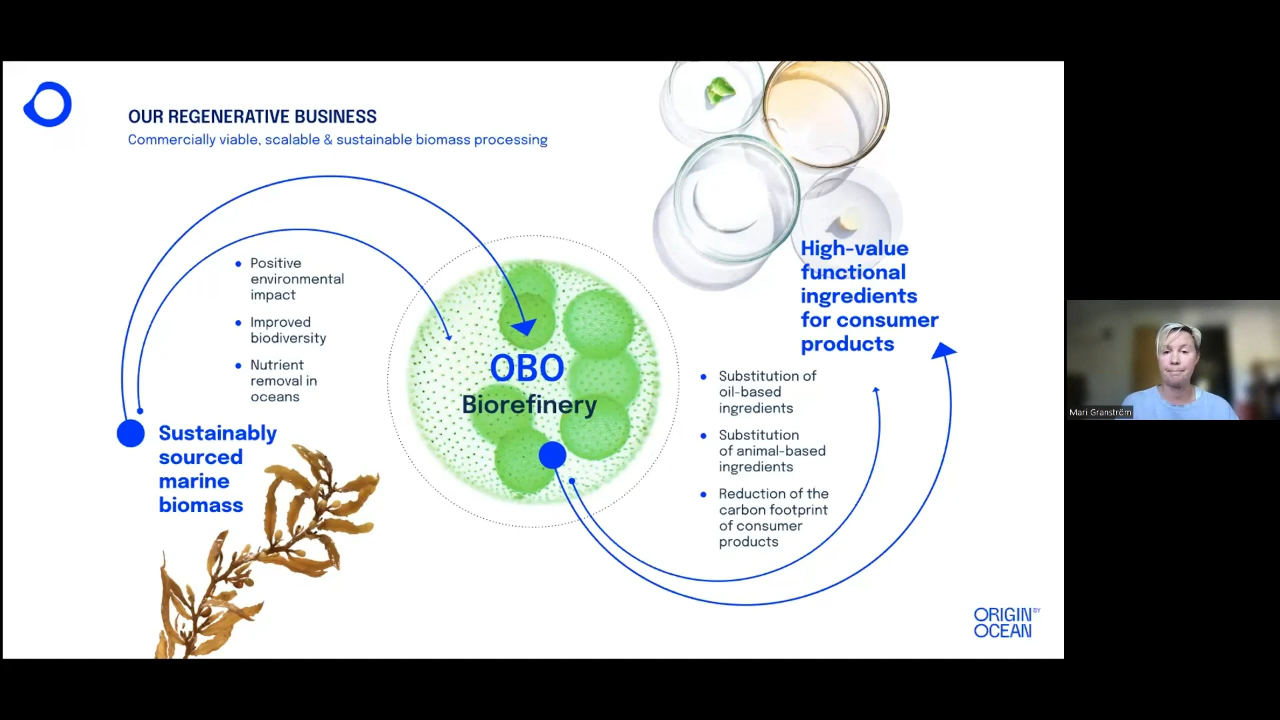 OUR REGENERATIVE BUSINESS
Commercially viable, scalable & sustainable biomass processing
Positive
environmental
impact
Improved
biodiversity
Nutrient
removal in
oceans
Sustainably
sourced
marine
biomass
OBO
Biorefinery
High-value
functional
ingredients
for consumer
products
Substitution of
oil-based
ingredients
Substitution
of animal-based
ingredients
Reduction of the
carbon footprint
of consumer
products
ORIGIN BY
OCEAN
Mari Granström